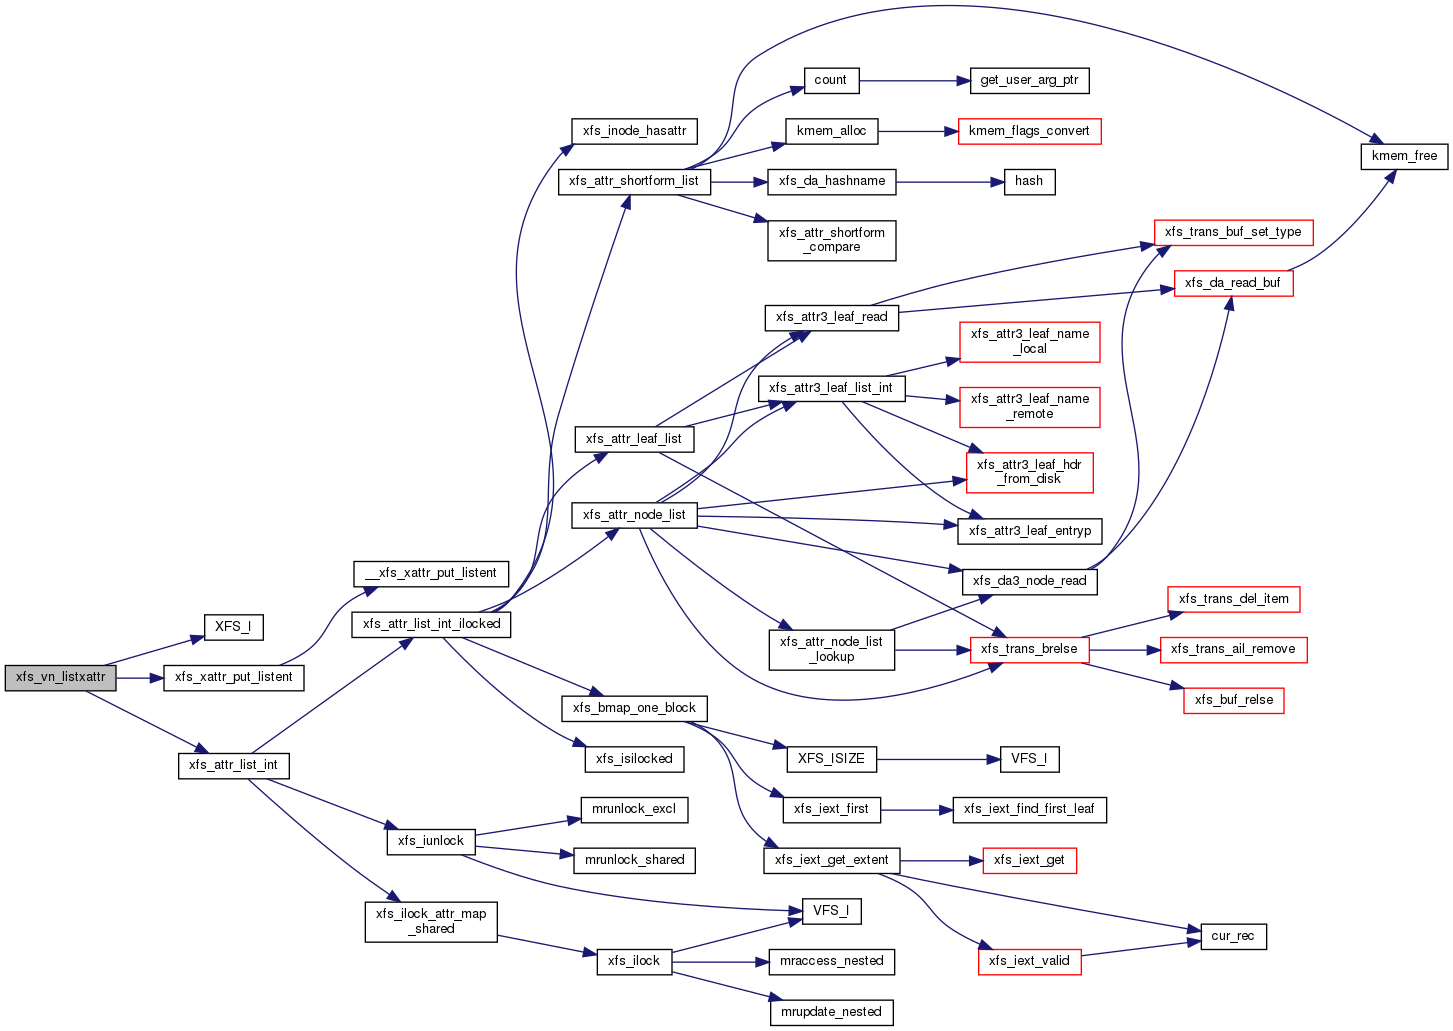 count
get_user_arg_ptr
xfs_inode_hasattr
kmem_alloc
kmem_flags_convert
kmem_free
xfs_attr_shortform_list
xfs_da_hashname
hash
xfs_attr_shortform
_compare
xfs_trans_buf_set_type
xfs_da_read_buf
xfs_attr3_leaf_read
xfs_attr3_leaf_name
_local
xfs_attr3_leaf_list_int
xfs_attr3_leaf_name
_remote
xfs_attr_leaf_list
xfs_attr3_leaf_hdr
_from_disk
xfs_attr_node_list
xfs_attr3_leaf_entryp
__xfs_xattr_put_listent
xfs_da3_node_read
xfs_trans_del_item
XFS_I
xfs_attr_list_int_ilocked
xfs_attr_node_list
_lookup
xfs_trans_brelse
xfs_trans_ail_remove
xfs_vn_listxattr
xfs_xattr_put_listent
xfs_buf_relse
xfs_bmap_one_block
xfs_attr_list_int
xfs_isilocked
XFS_ISIZE
VFS_I
mrunlock_excl
xfs_iext_first
xfs_iext_find_first_leaf
xfs_iunlock
mrunlock_shared
xfs_iext_get_extent
xfs_iext_get
xfs_ilock_attr_map
_shared
VFS_I
cur_rec
xfs_ilock
mraccess_nested
xfs_iext_valid
mrupdate_nested